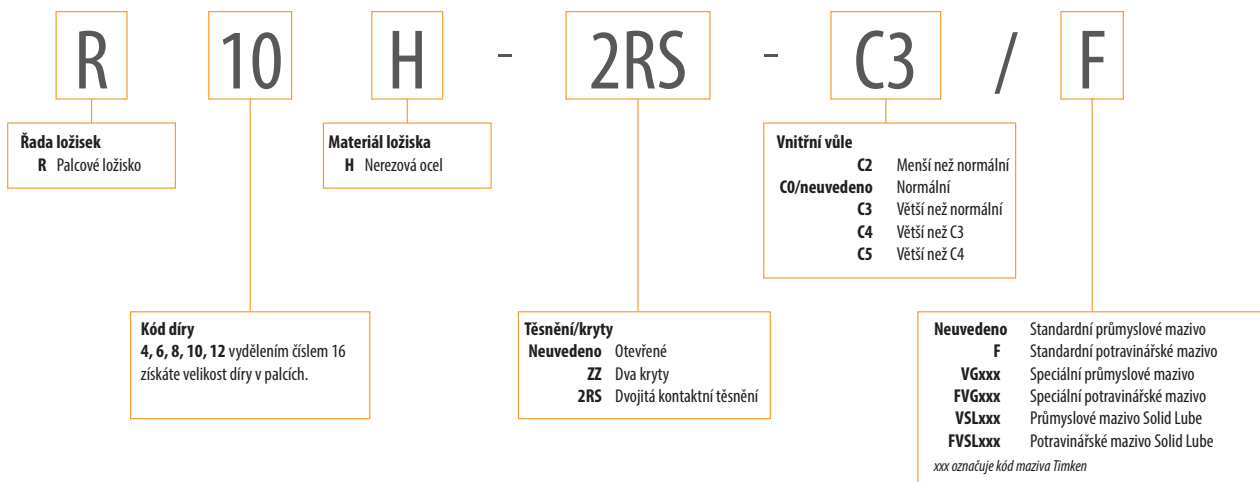 R 10 H - 2RS - C3 / F
Řada ložisek
R Palcové ložisko
Materiál ložiska
H Nerezová ocel
Vnitřní vůle
C2 Menší než normální
C0/neuvedeno Normální
C3 Větší než normální
C4 Větší než C3
C5 Větší než C4
Kód díry
4, 6, 8, 10, 12 vydělením číslem 16
získáte velikost díry v palcích.
Těsnění/kryty
Neuvedeno Otevřené
ZZ Dva kryty
2RS Dvojitá kontaktní těsnění
Neuvedeno Standardní průmyslové mazivo
F Standardní potravinářské mazivo
VGxxx Speciální průmyslové mazivo
FVGxxx Speciální potravinářské mazivo
VSLxxx Průmyslové mazivo Solid Lube
FVSLxxx Potravinářské mazivo Solid Lube
xxx označuje kód maziva Timken